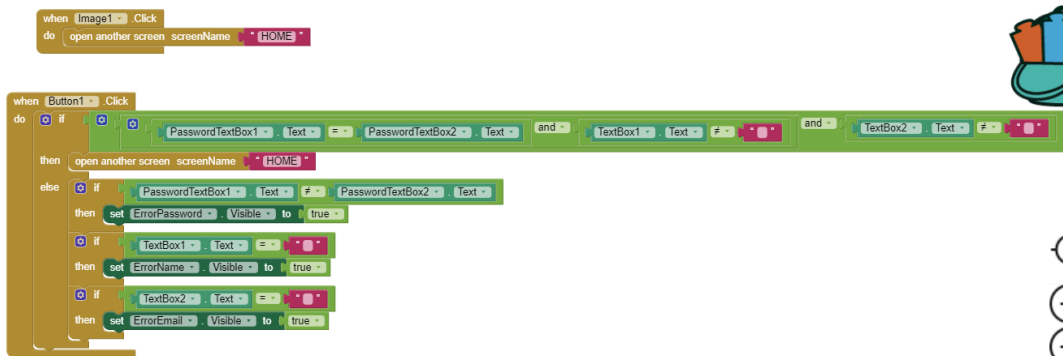 when Image1 .Click
do open another screen screenName " HOME "
when Button1 .Click
do if PasswordTextBox1 . Text = PasswordTextBox2 . Text and TextBox1 . Text ≠ " " and TextBox2 . Text ≠ " "
then open another screen screenName " HOME "
else if PasswordTextBox1 . Text ≠ PasswordTextBox2 . Text
then set ErrorPassword . Visible to true
if TextBox1 . Text = " "
then set ErrorName . Visible to true
if TextBox2 . Text = " "
then set ErrorEmail . Visible to true